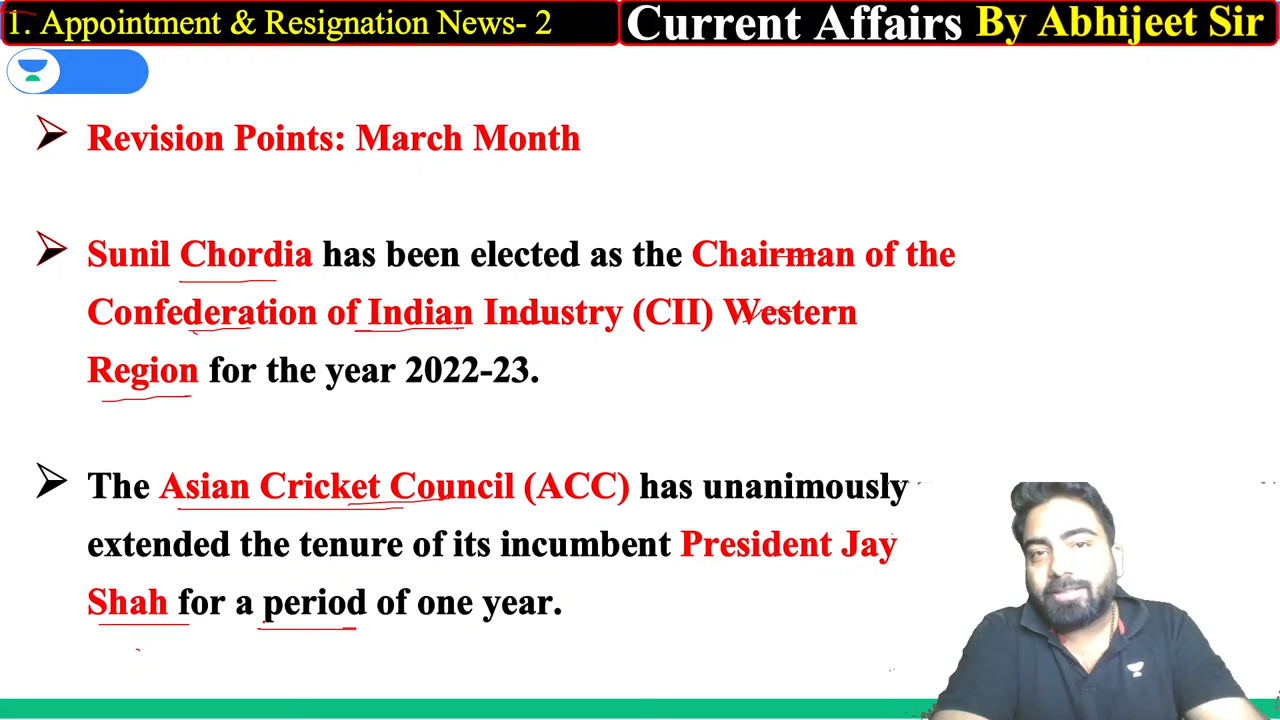 1. Appointment & Resignation News- 2
Current Affairs By Abhijeet Sir
Revision Points: March Month
Sunil Chordia has been elected as the Chairman of the
Confederation of Indian Industry (CII) Western
Region for the year 2022-23.
The Asian Cricket Council (ACC) has unanimously
extended the tenure of its incumbent President Jay
Shah for a period of one year.